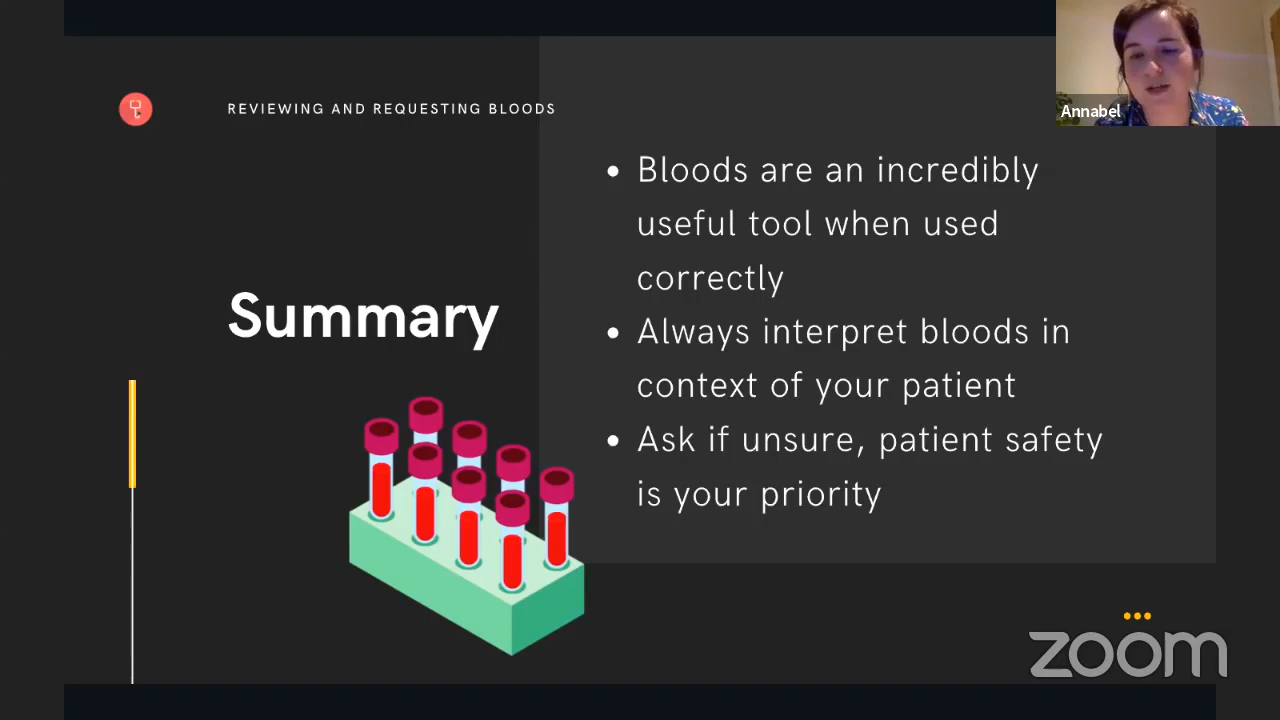 Annabel
REVIEWING AND REQUESTING BLOODS
Summary
• Bloods are an incredibly
useful tool when used
correctly
• Always interpret bloods in
context of your patient
• Ask if unsure, patient safety
is your priority
zoom